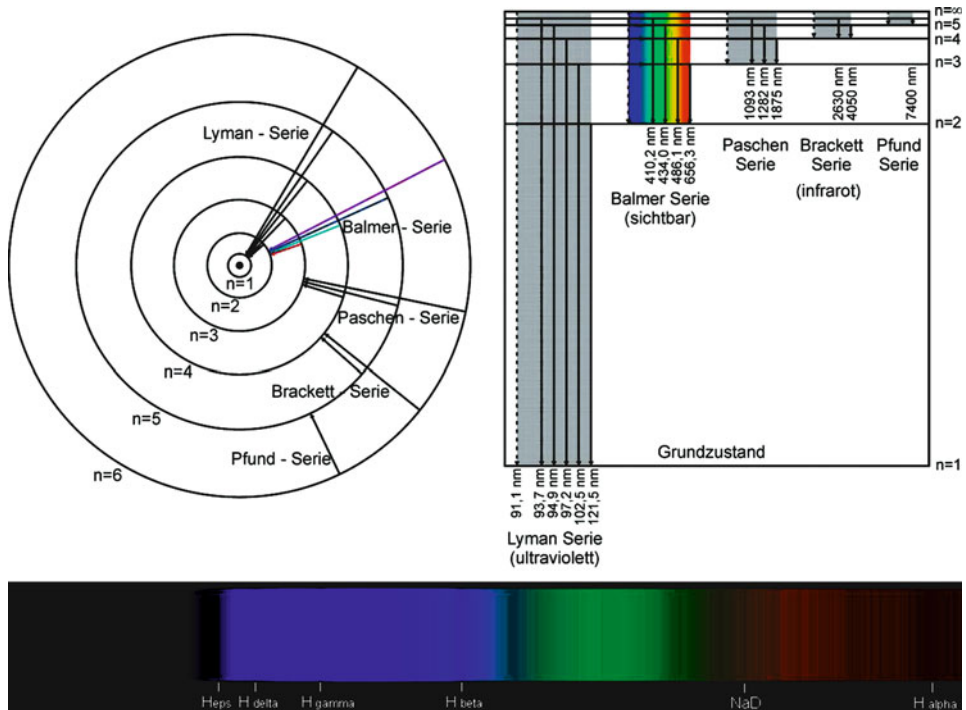 Lyman - Serie
Balmer - Serie
Paschen - Serie
Brackett - Serie
Pfund - Serie
n=1
n=2
n=3
n=4
n=5
n=6
n=∞
n=5
n=4
n=3
n=2
n=1
410,2 nm
434,0 nm
486,1 nm
656,3 nm
Balmer Serie
(sichtbar)
1093 nm
1282 nm
1875 nm
Paschen
Serie
2630 nm
4050 nm
Brackett
Serie
(infrarot)
7400 nm
Pfund
Serie
Grundzustand
91,1 nm
93,7 nm
94,9 nm
97,2 nm
102,5 nm
121,5 nm
Lyman Serie
(ultraviolett)
Heps
H delta
H gamma
H beta
NaD
H alpha